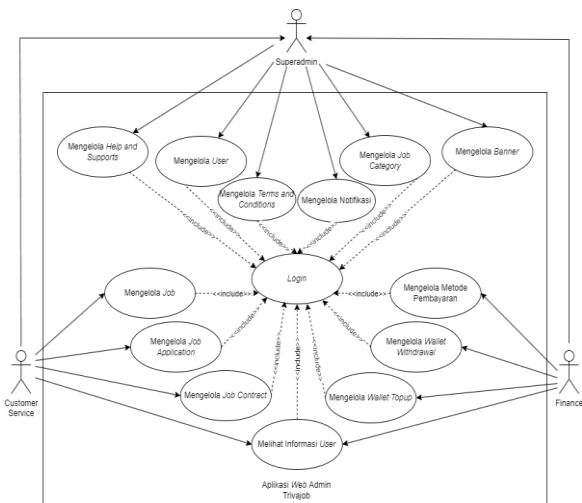 Superadmin
Mengelola Help and
Supports
Mengelola User
Mengelola Terms and
Conditions
Mengelola Notifikasi
Mengelola Job
Category
Mengelola Banner
<<include>>
<<include>>
<<include>>
<<include>>
<<include>>
<<include>>
Login
Mengelola Job
<<include>>
<<include>>
Mengelola Metode
Pembayaran
Mengelola Job
Application
<<include>>
<<include>>
Mengelola Wallet
Withdrawal
Customer
Service
Mengelola Job Contract
<<include>>
<<include>>
<<include>>
Mengelola Wallet Topup
Finance
Melihat Informasi User
Aplikasi Web Admin
Trivajob